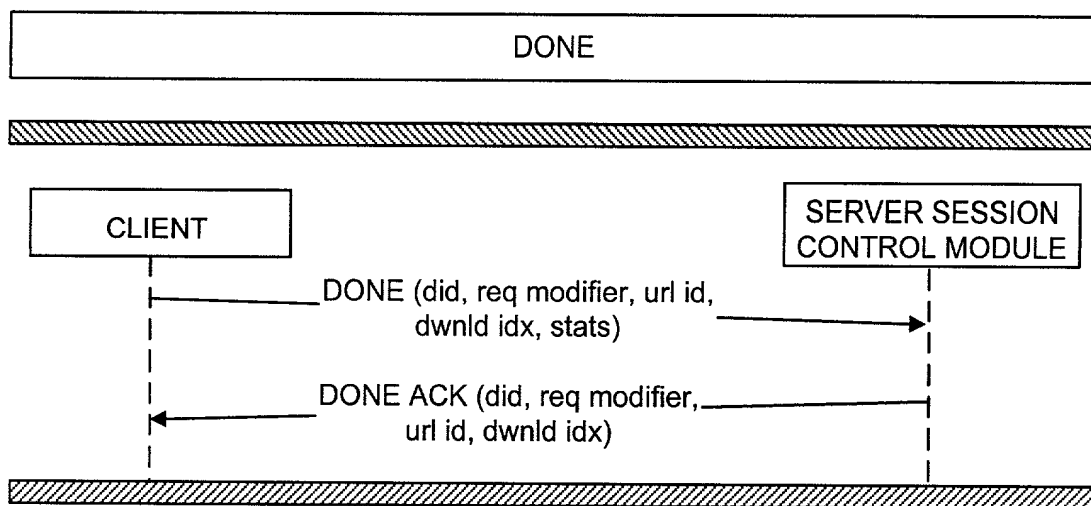 DONE
CLIENT
SERVER SESSION
CONTROL MODULE
DONE (did, req modifier, url id,
dwnld idx, stats)
DONE ACK (did, req modifier,
url id, dwnld idx)